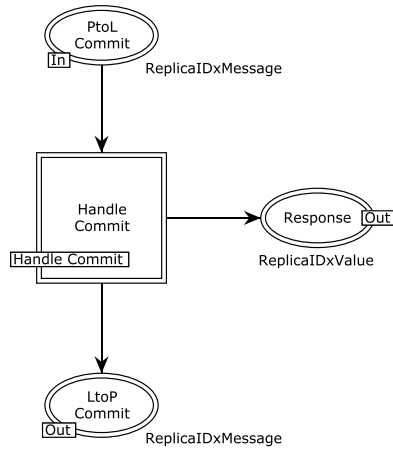 PtoL
Commit
In
ReplicaIDxMessage
Handle
Commit
Handle Commit
Response
Out
ReplicaIDxValue
LtoP
Commit
Out
ReplicaIDxMessage